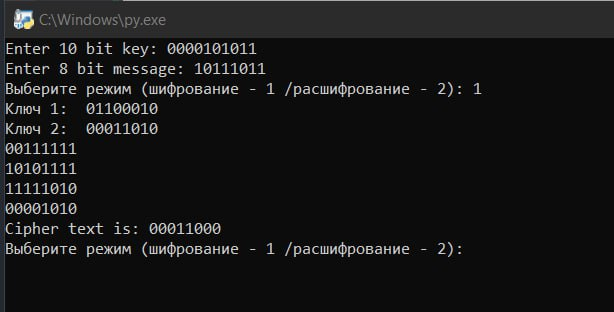 C:\Windows\py.exe
Enter 10 bit key: 0000101011
Enter 8 bit message: 10111011
Выберите режим (шифрование - 1 /расшифрование - 2): 1
Ключ 1:  01100010
Ключ 2:  00011010
00111111
10101111
11111010
00001010
Cipher text is: 00011000
Выберите режим (шифрование - 1 /расшифрование - 2):